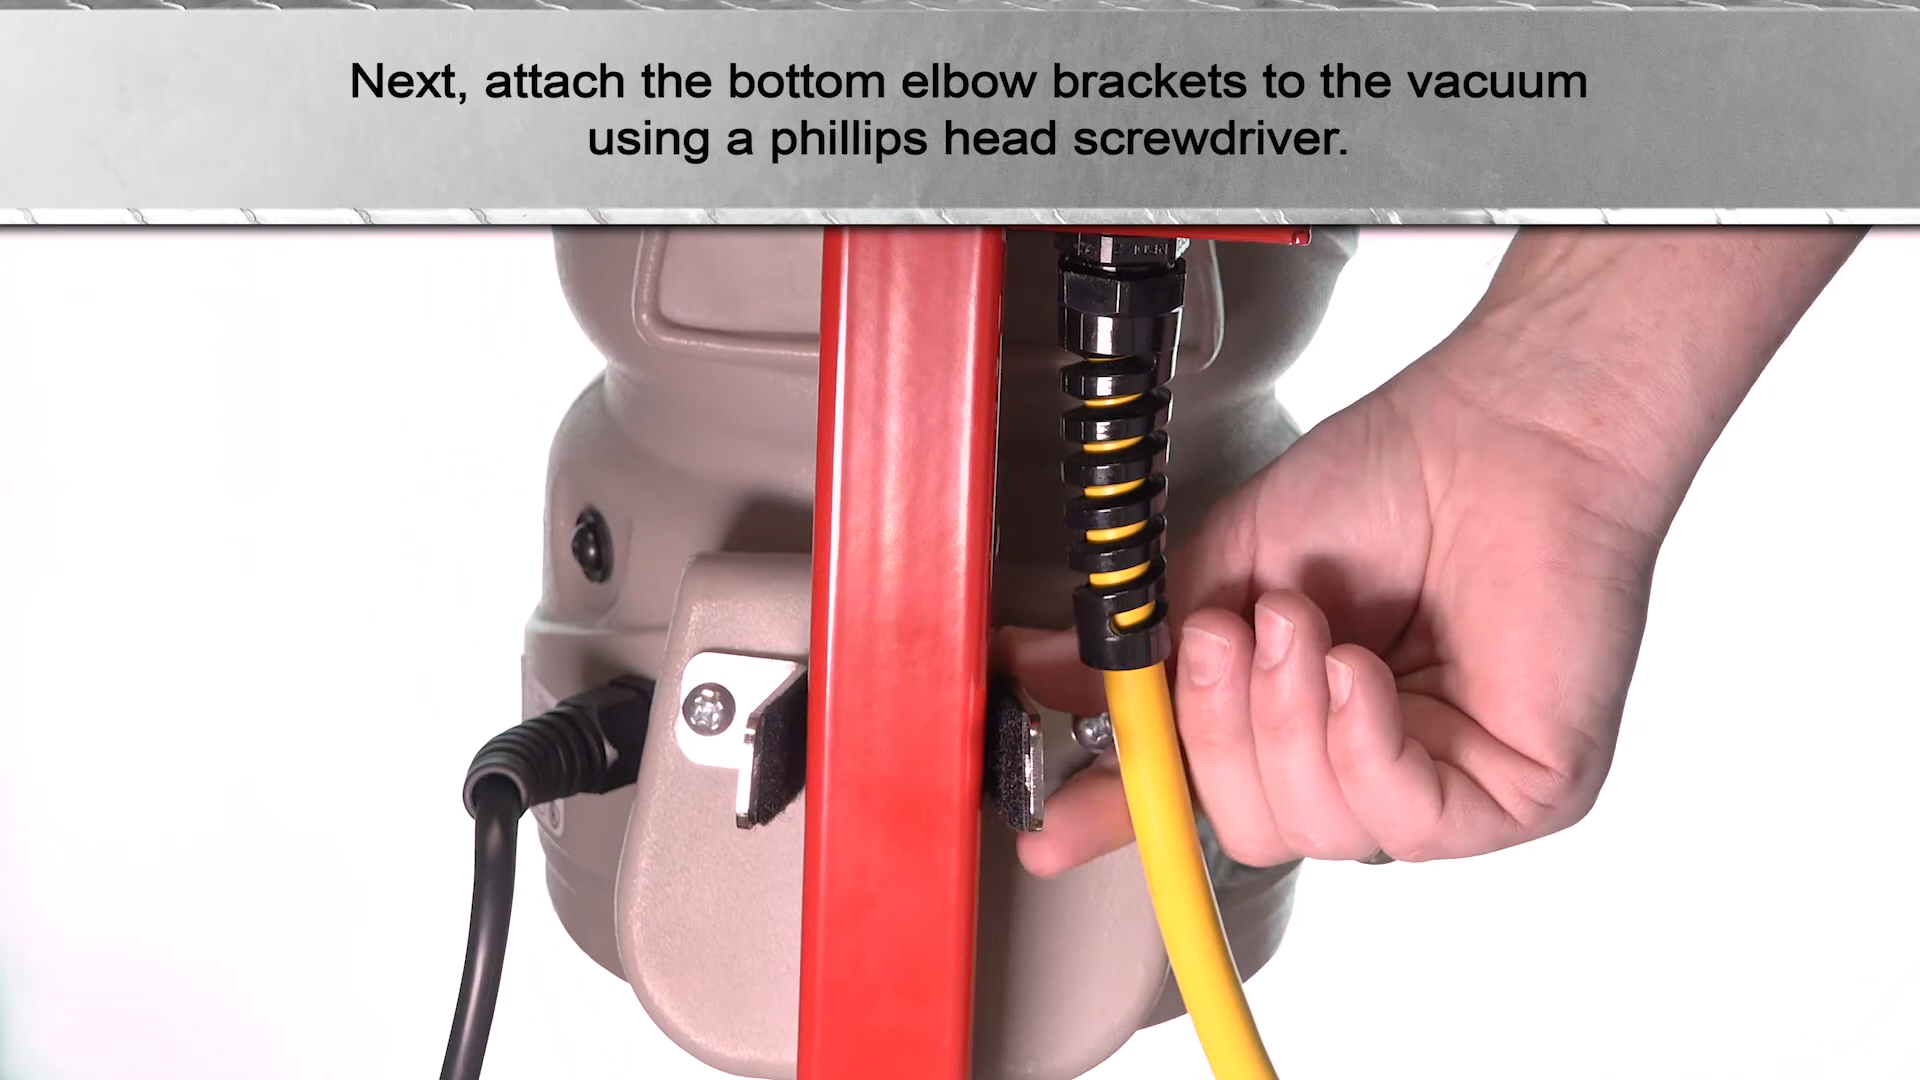 Next, attach the bottom elbow brackets to the vacuum
using a phillips head screwdriver.